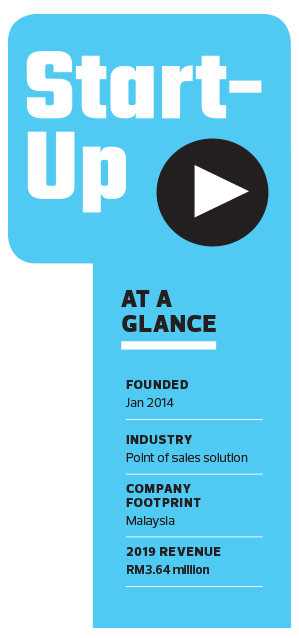 Start-
Up
AT A
GLANCE
FOUNDED
Jan 2014
INDUSTRY
Point of sales solution
COMPANY
FOOTPRINT
Malaysia
2019 REVENUE
RM3.64 million